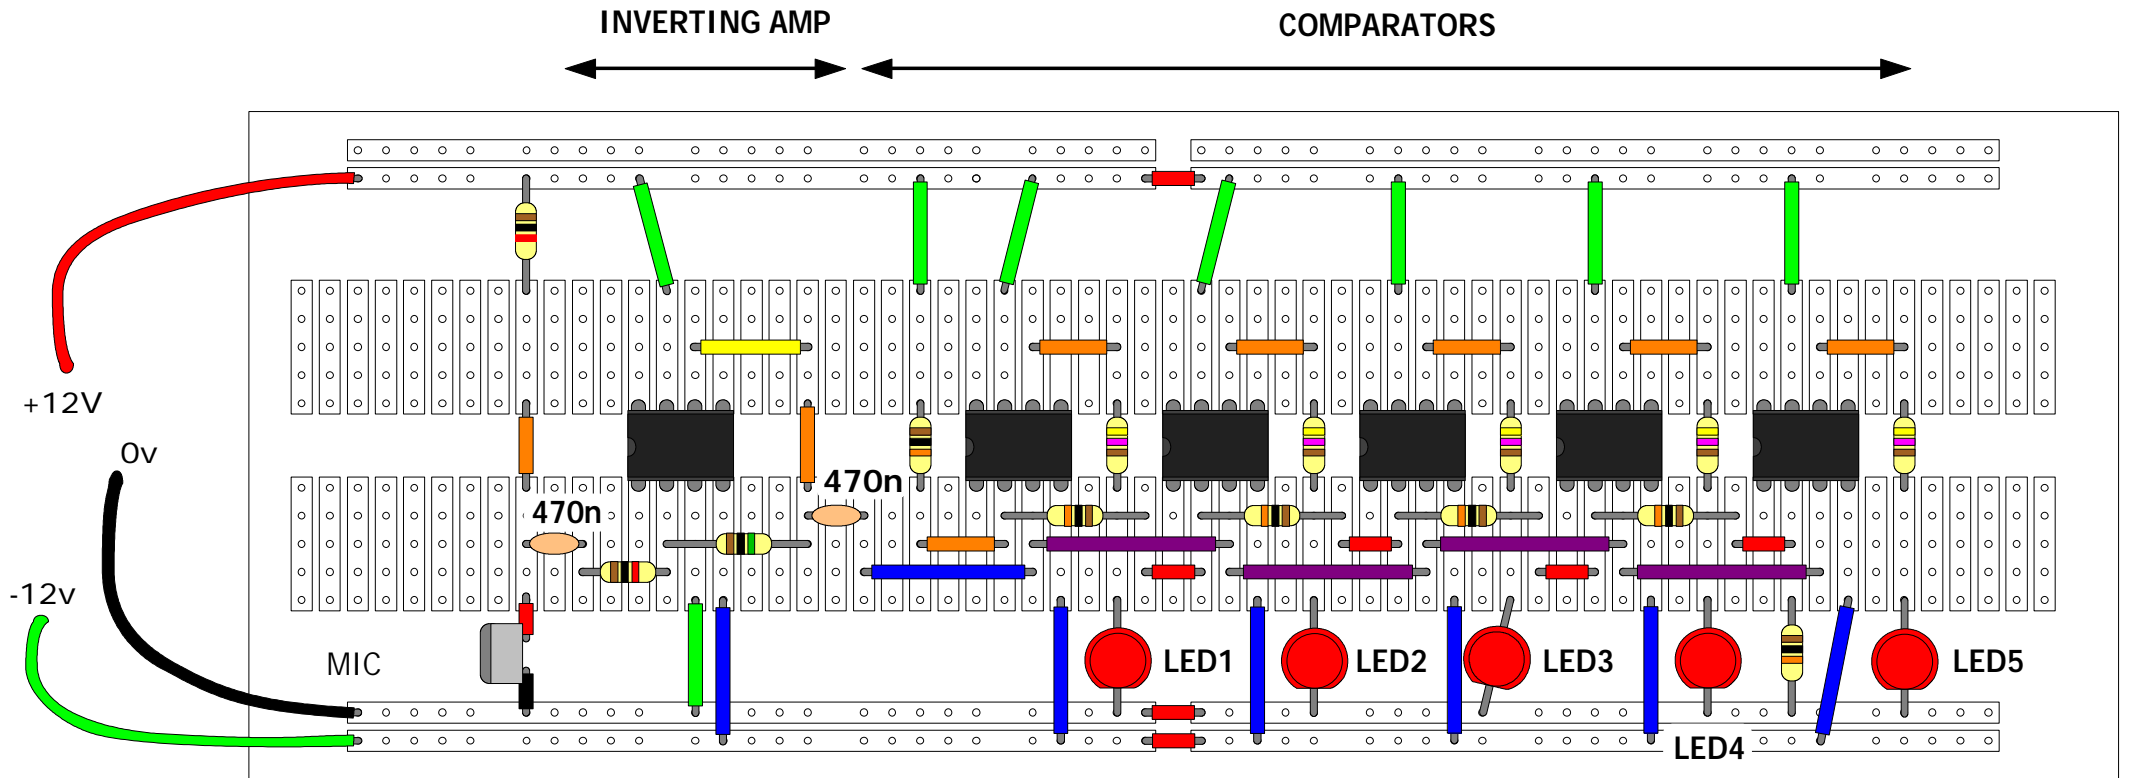 INVERTING AMP
COMPARATORS
+12V
0v
-12v
470n
470n
MIC
LED1
LED2
LED3
LED4
LED5